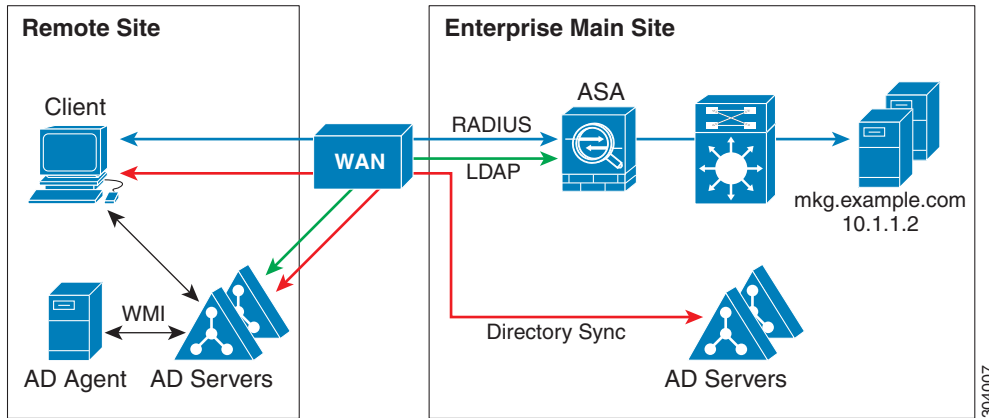 Remote Site
Enterprise Main Site
Client
ASA
RADIUS
WAN
LDAP
mkg.example.com
10.1.1.2
WMI
Directory Sync
AD Agent
AD Servers
AD Servers
304007